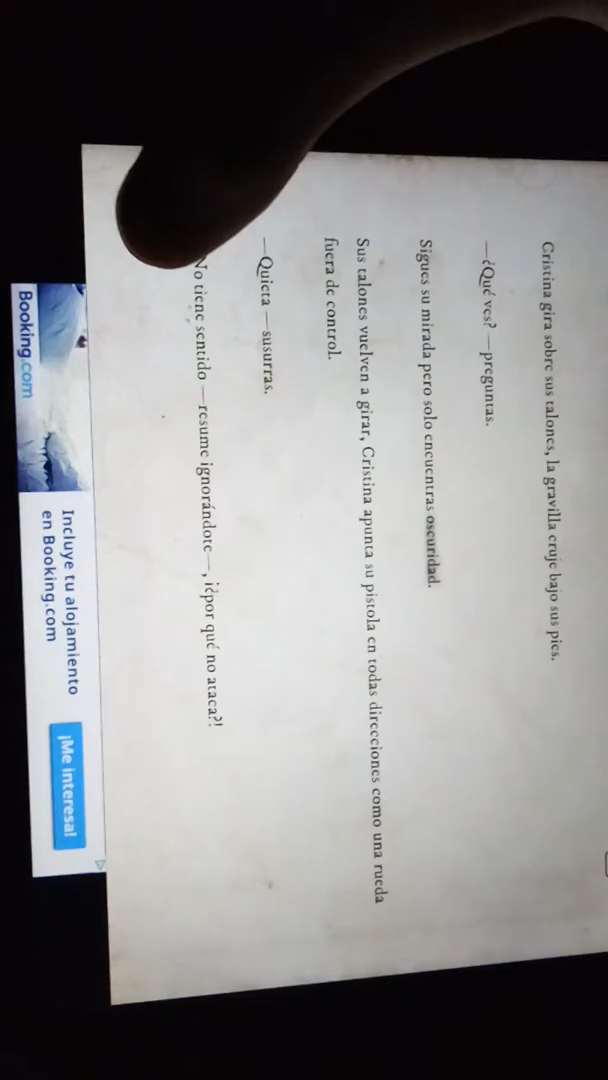 Cristina gira sobre sus talones, la gravilla cruje bajo sus pies.
—¿Qué ves? —preguntas.
Sigues su mirada pero solo encuentras oscuridad.
Sus talones vuelven a girar, Cristina apunta su pistola en todas direcciones como una rueda
fuera de control.
—Quieta —susurras.
No tiene sentido —resume ignorándote—, ¡¿por qué no ataca?!
Booking.com
Incluye tu alojamiento
en Booking.com
¡Me interesa!